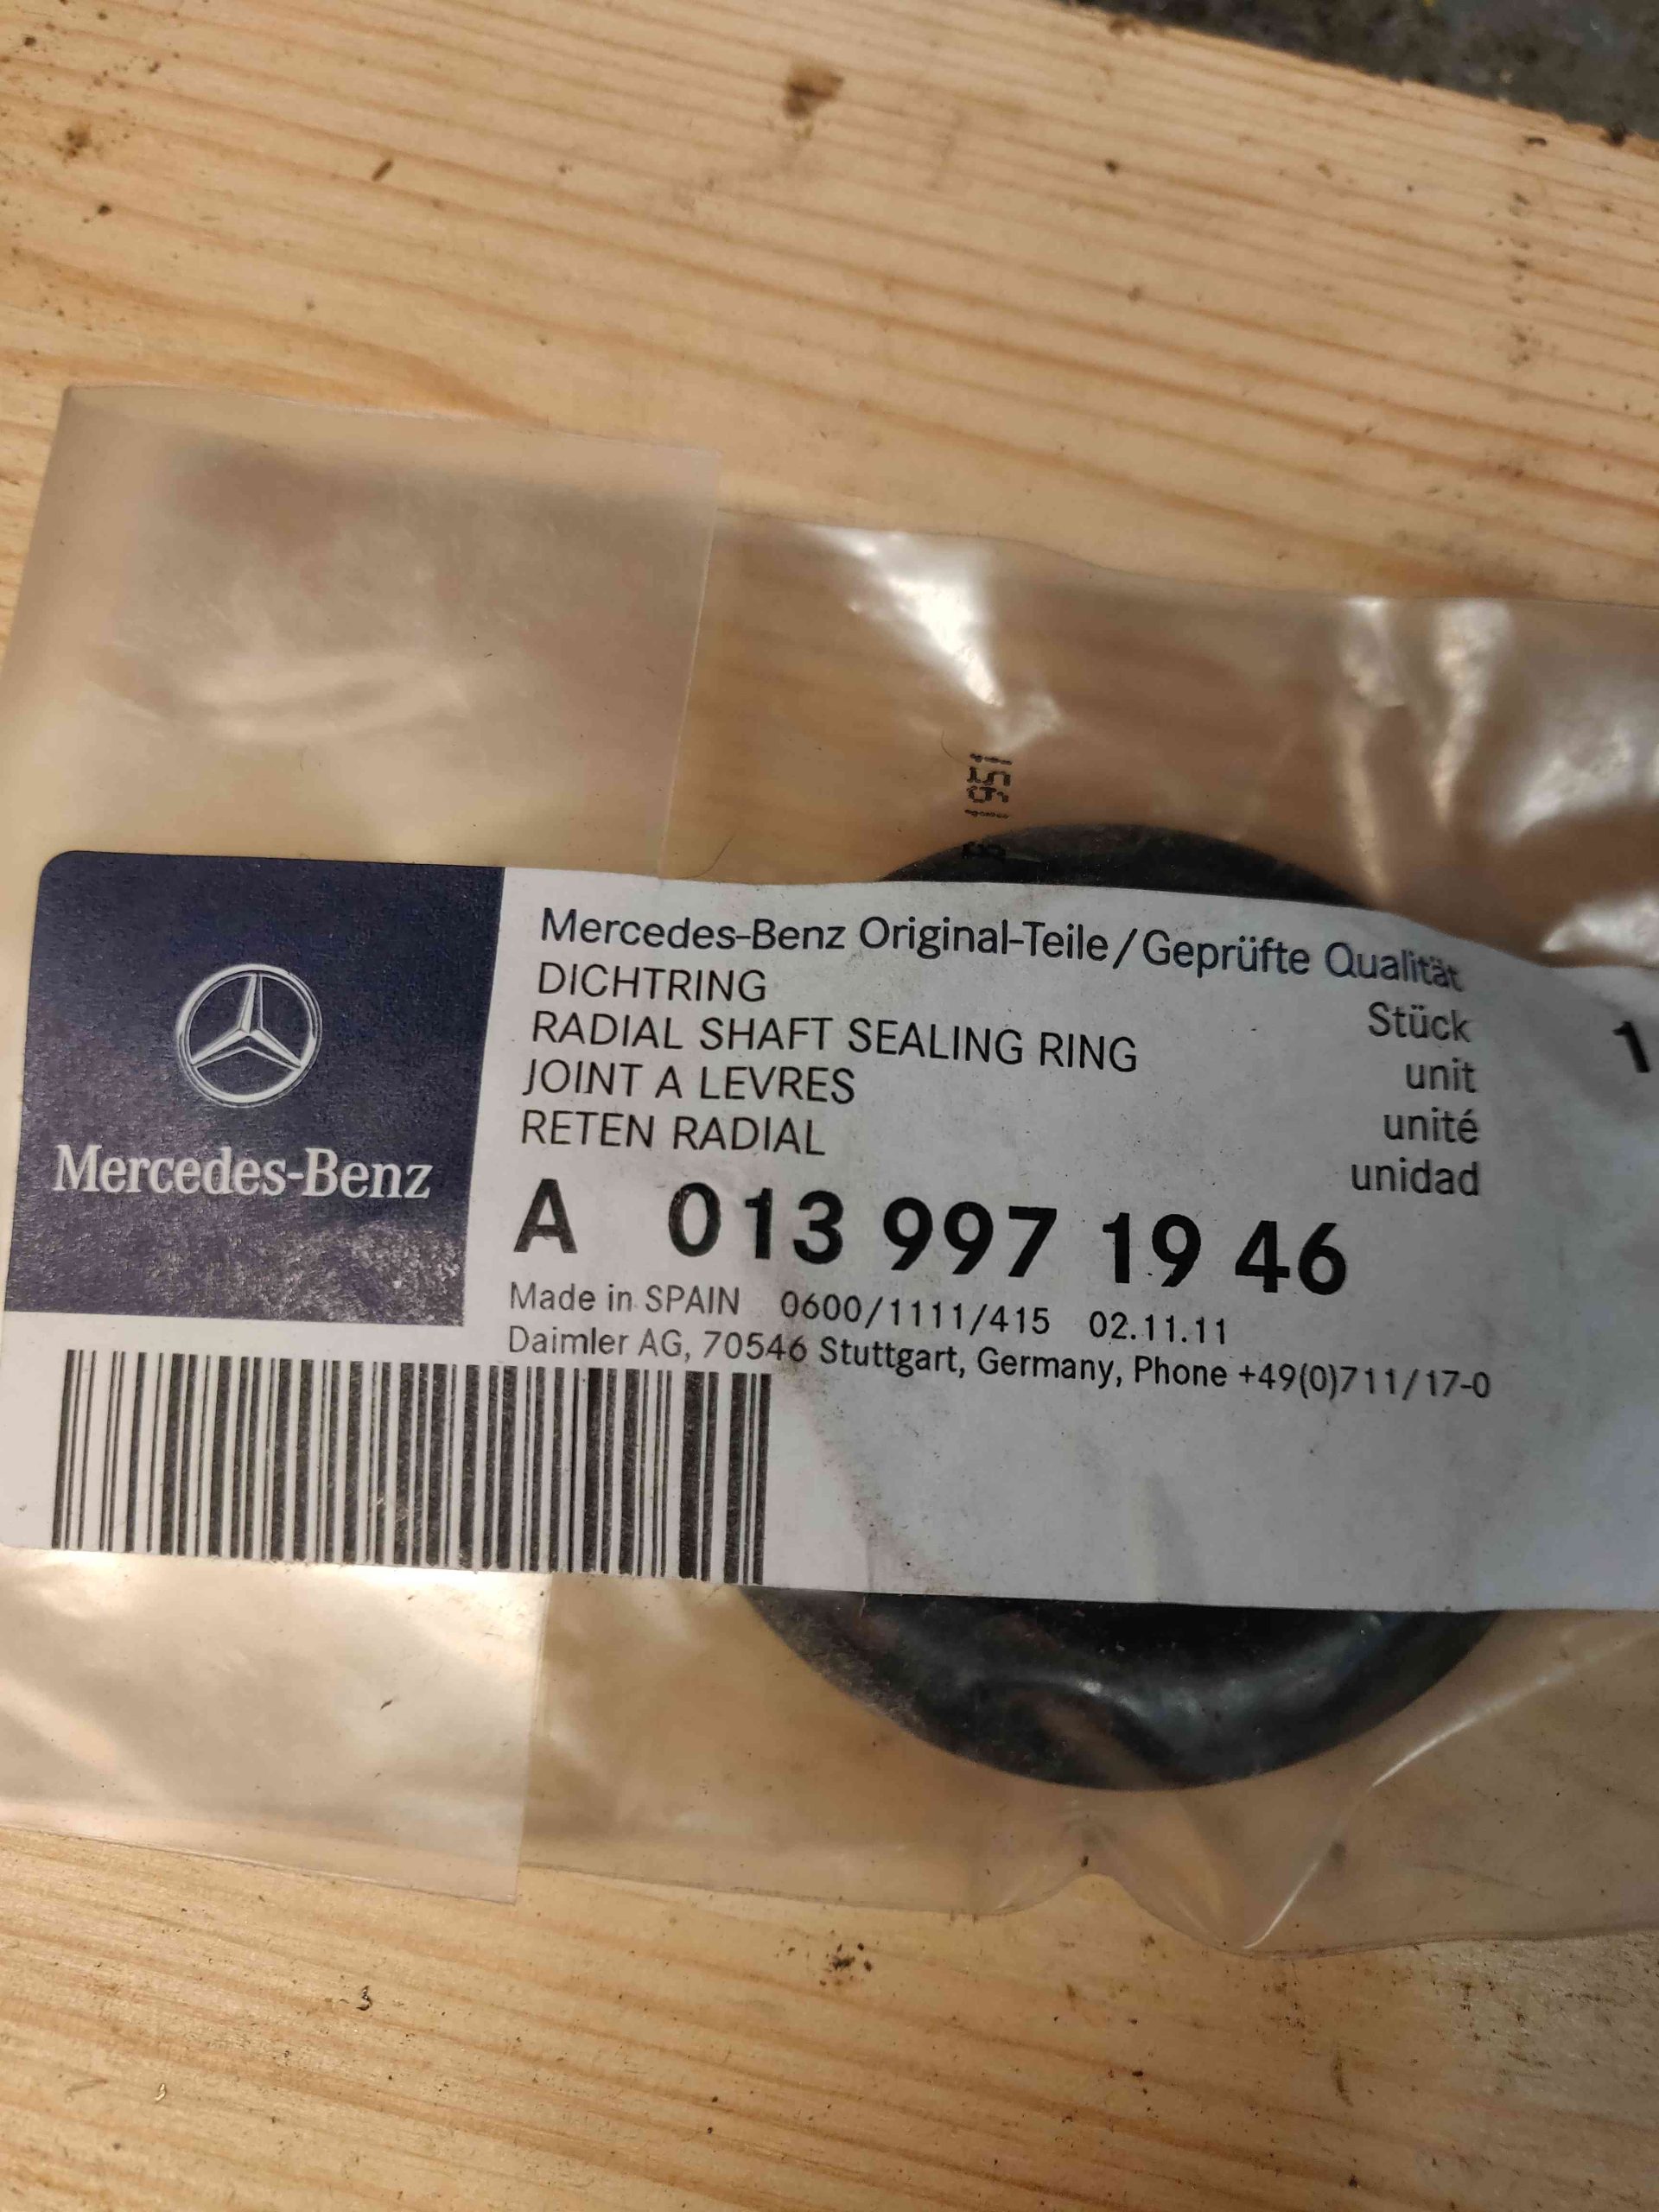 1951
Mercedes-Benz
Mercedes-Benz Original-Teile/Geprüfte Qualität
DICHTRING
RADIAL SHAFT SEALING RING
JOINT A LEVRES
RETEN RADIAL
Stück 1
unit
unité
unidad
A 013 997 19 46
Made in SPAIN 0600/1111/415 02.11.11
Daimler AG, 70546 Stuttgart, Germany, Phone +49(0)711/17-0